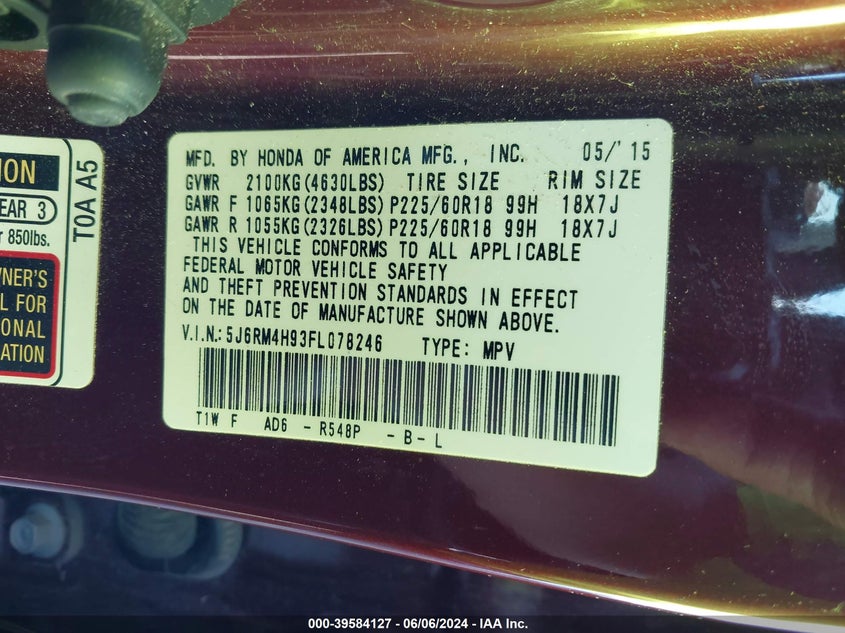 ION
EAR 3
r 850lbs.
T0A A5
WNER'S
L FOR
IONAL
ATION
MFD. BY HONDA OF AMERICA MFG., INC. 05/'15
GVWR 2100KG(4630LBS) TIRE SIZE RIM SIZE
GAWR F 1065KG(2348LBS) P225/60R18 99H 18X7J
GAWR R 1055KG(2326LBS) P225/60R18 99H 18X7J
THIS VEHICLE CONFORMS TO ALL APPLICABLE
FEDERAL MOTOR VEHICLE SAFETY
AND THEFT PREVENTION STANDARDS IN EFFECT
ON THE DATE OF MANUFACTURE SHOWN ABOVE.
V.I.N.:5J6RM4H93FL078246 TYPE: MPV
T1W F AD6 - R548P - B - L
000-39584127 - 06/06/2024 - IAA Inc.